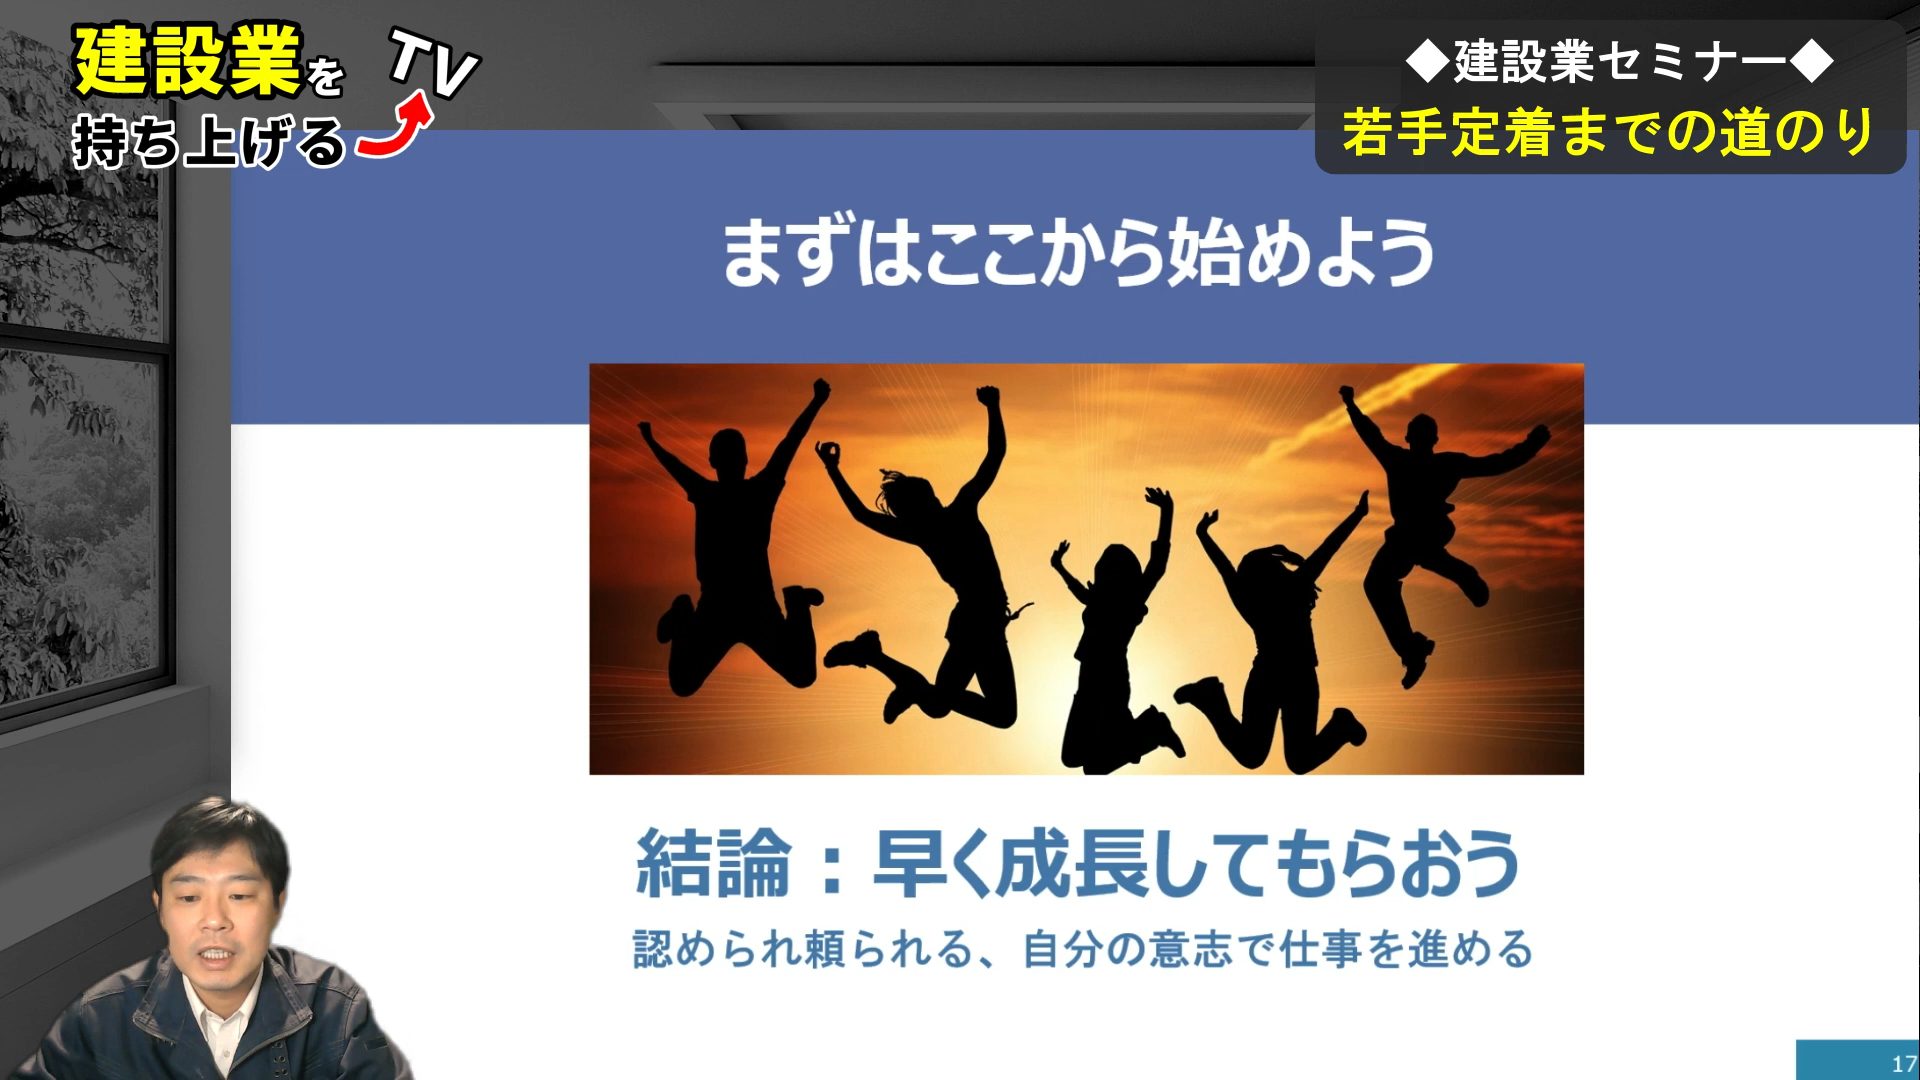 建設業を
持ち上げる
TV
◆建設業セミナー◆
若手定着までの道のり
まずはここから始めよう
結論：早く成長してもらおう
認められ頼られる、自分の意志で仕事を進める
17